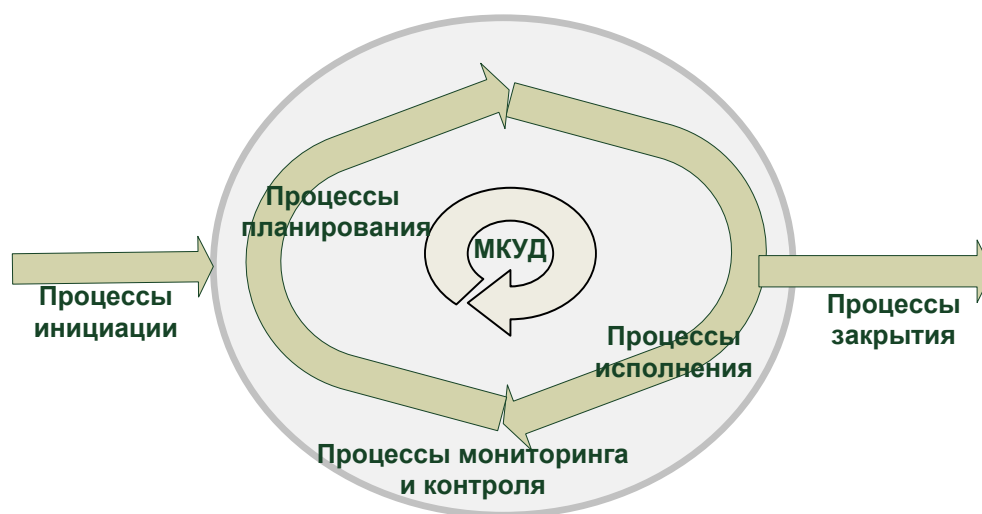 Процессы
планирования
МКУД
Процессы
инициации
Процессы
закрытия
Процессы
исполнения
Процессы мониторинга
и контроля